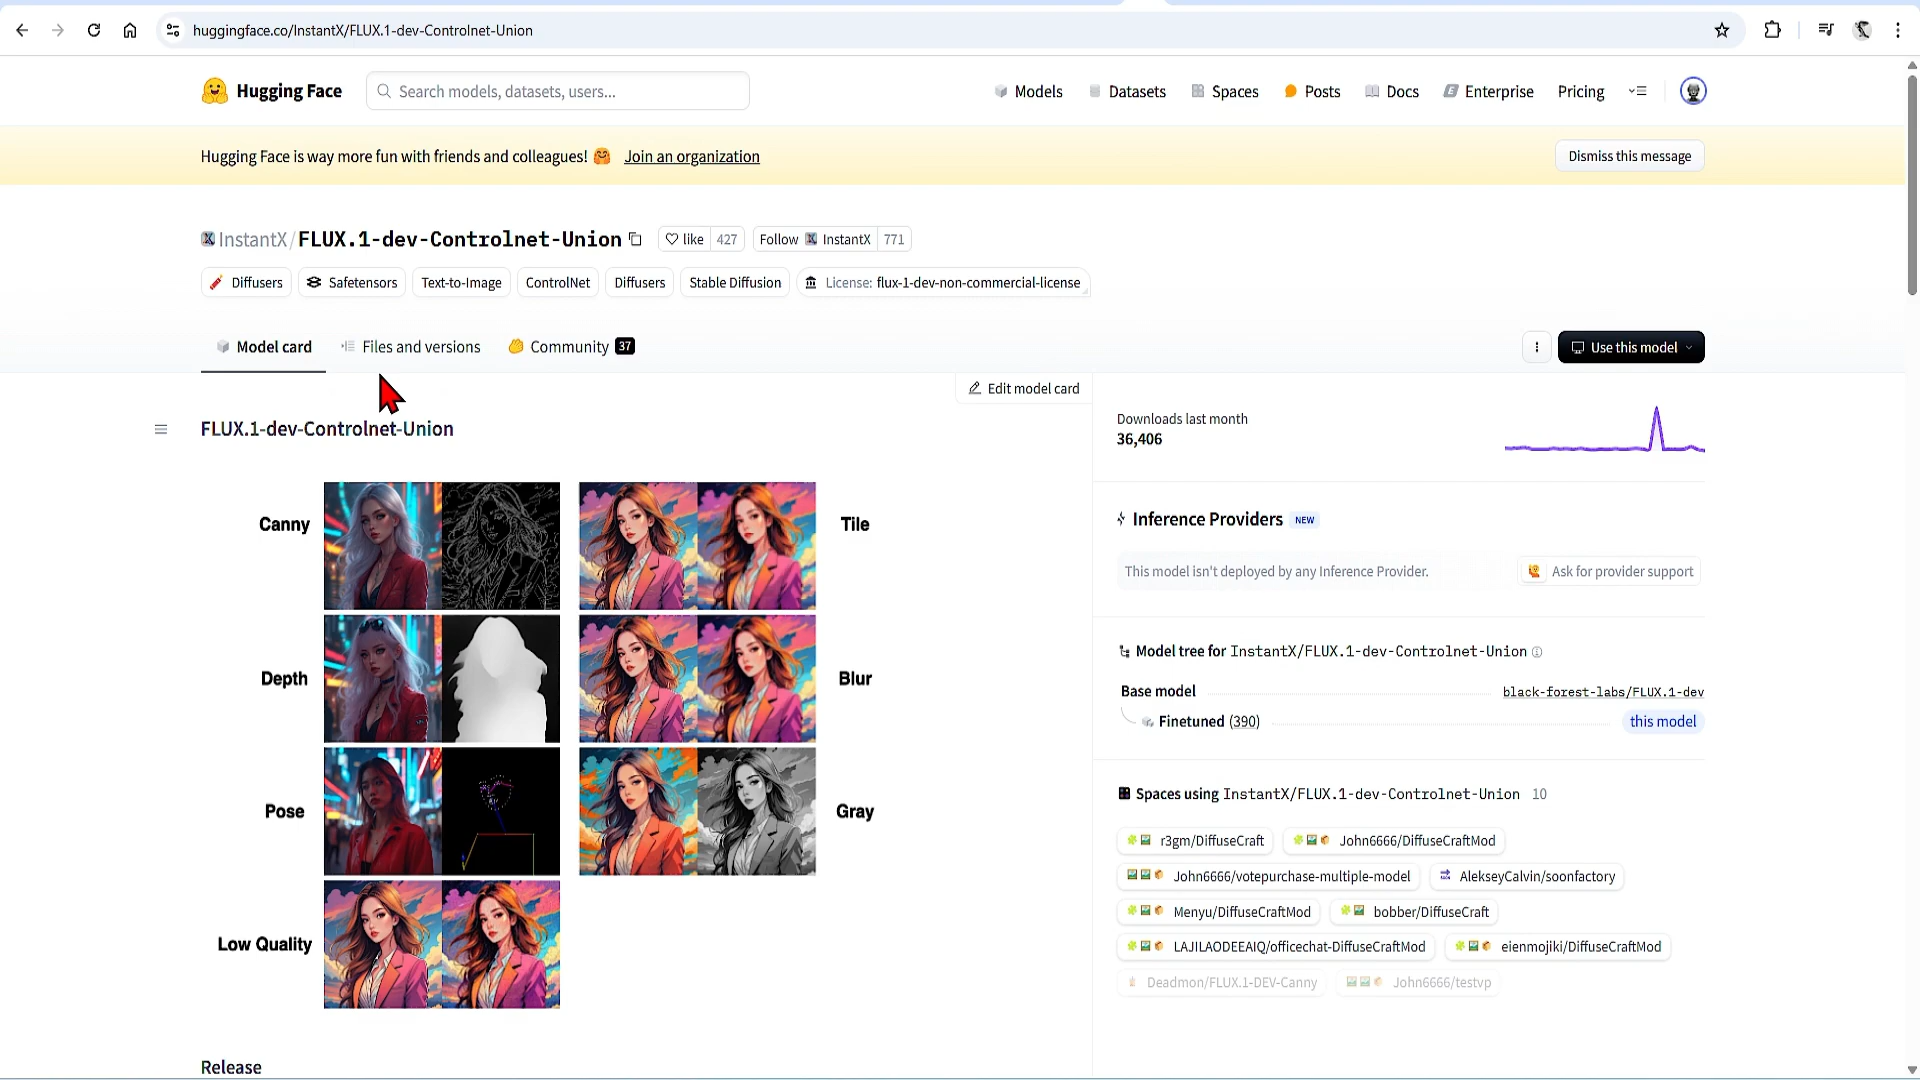 huggingface.co/InstantX/FLUX.1-dev-Controlnet-Union
Hugging Face
Search models, datasets, users...
Models
Datasets
Spaces
Posts
Docs
Enterprise
Pricing
Hugging Face is way more fun with friends and colleagues! 🤗 Join an organization
Dismiss this message
InstantX/FLUX.1-dev-Controlnet-Union
like 427
Follow InstantX 771
Diffusers
Safetensors
Text-to-Image
ControlNet
Diffusers
Stable Diffusion
License: flux-1-dev-non-commercial-license
Model card
Files and versions
Community 37
Use this model
Edit model card
FLUX.1-dev-Controlnet-Union
Canny
Tile
Depth
Blur
Pose
Gray
Low Quality
Release
Downloads last month
36,406
Inference Providers NEW
This model isn't deployed by any Inference Provider.
Ask for provider support
Model tree for InstantX/FLUX.1-dev-Controlnet-Union
Base model
black-forest-labs/FLUX.1-dev
Finetuned (390)
this model
Spaces using InstantX/FLUX.1-dev-Controlnet-Union 10
r3gm/DiffuseCraft
John6666/DiffuseCraftMod
John6666/votepurchase-multiple-model
AlekseyCalvin/soonfactory
Menyu/DiffuseCraftMod
bobber/DiffuseCraft
LAJILAODEEAIQ/officechat-DiffuseCraftMod
eienmojiki/DiffuseCraftMod
Deadmon/FLUX.1-DEV-Canny
John6666/testvp